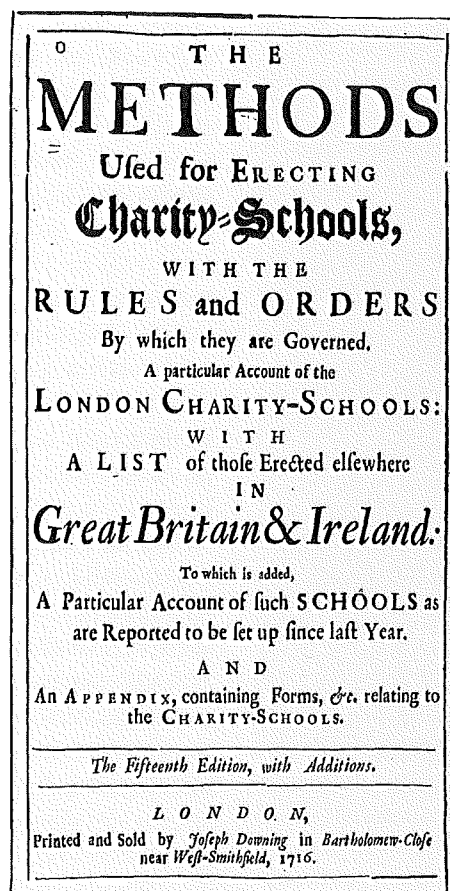 THE
METHODS
Uſed for ERECTING
Charity-Schools,
WITH THE
RULES and ORDERS
By which they are Governed.
A particular Account of the
LONDON CHARITY-SCHOOLS:
WITH
A LIST of thoſe Erected elſewhere
IN
Great Britain & Ireland:
To which is added,
A Particular Account of ſuch SCHOOLS as
are Reported to be ſet up ſince laſt Year.
AND
An APPENDIX, containing Forms, &c. relating to
the CHARITY-SCHOOLS.
The Fifteenth Edition, with Additions.
LONDON,
Printed and Sold by Joſeph Downing in Bartholomew-Cloſe
near Weſt-Smithfield, 1716.